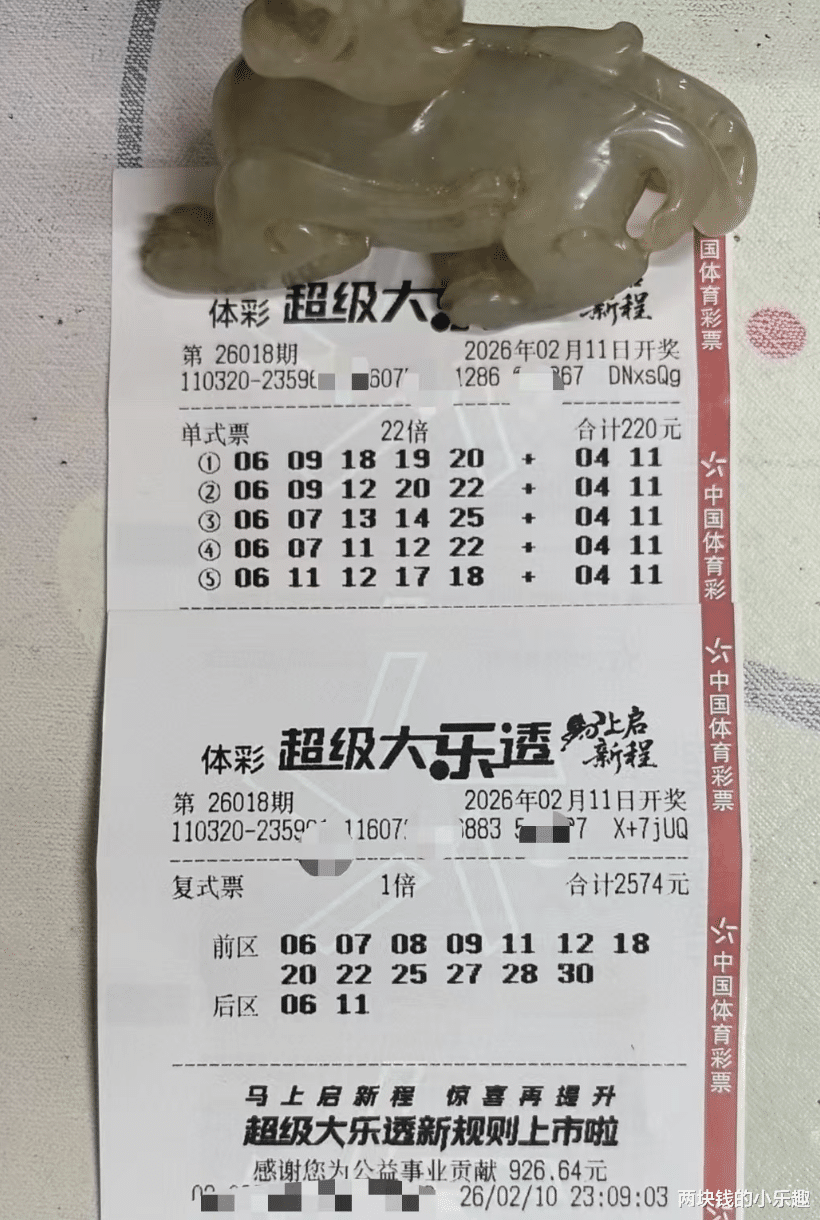 体彩 超级大
新程
第 26018期 2026年02月11日开奖
110320-2359 607 1286 67 DNxsQg
单式票 22倍 合计220元
① 06 09 18 19 20 + 04 11
② 06 09 12 20 22 + 04 11
③ 06 07 13 14 25 + 04 11
④ 06 07 11 12 22 + 04 11
⑤ 06 11 12 17 18 + 04 11
国体育彩票
中国体育彩
体彩 超级大乐透 马上启
新程
第 26018期 2026年02月11日开奖
110320-2359 11607 883 7 X+7jUQ
复式票 1倍 合计2574元
前区 06 07 08 09 11 12 18
20 22 25 27 28 30
后区 06 11
中国体育彩票
中国体育彩票
马上启新程 惊喜再提升
超级大乐透新规则上市啦
感谢您为公益事业贡献 926.64元
26/02/10 23:09:03
两块钱的小乐趣